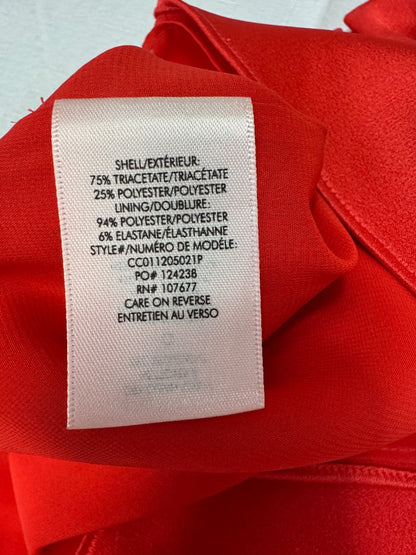 SHELL/EXTÉRIEUR:
75% TRIACETATE/TRIACÉTATE
25% POLYESTER/POLYESTER
LINING/DOUBLURE:
94% POLYESTER/POLYESTER
6% ELASTANE/ÉLASTHANNE
STYLE#/NUMÉRO DE MODÉLE:
CC011205021P
PO# 124238
RN# 107677
CARE ON REVERSE
ENTRETIEN AU VERSO